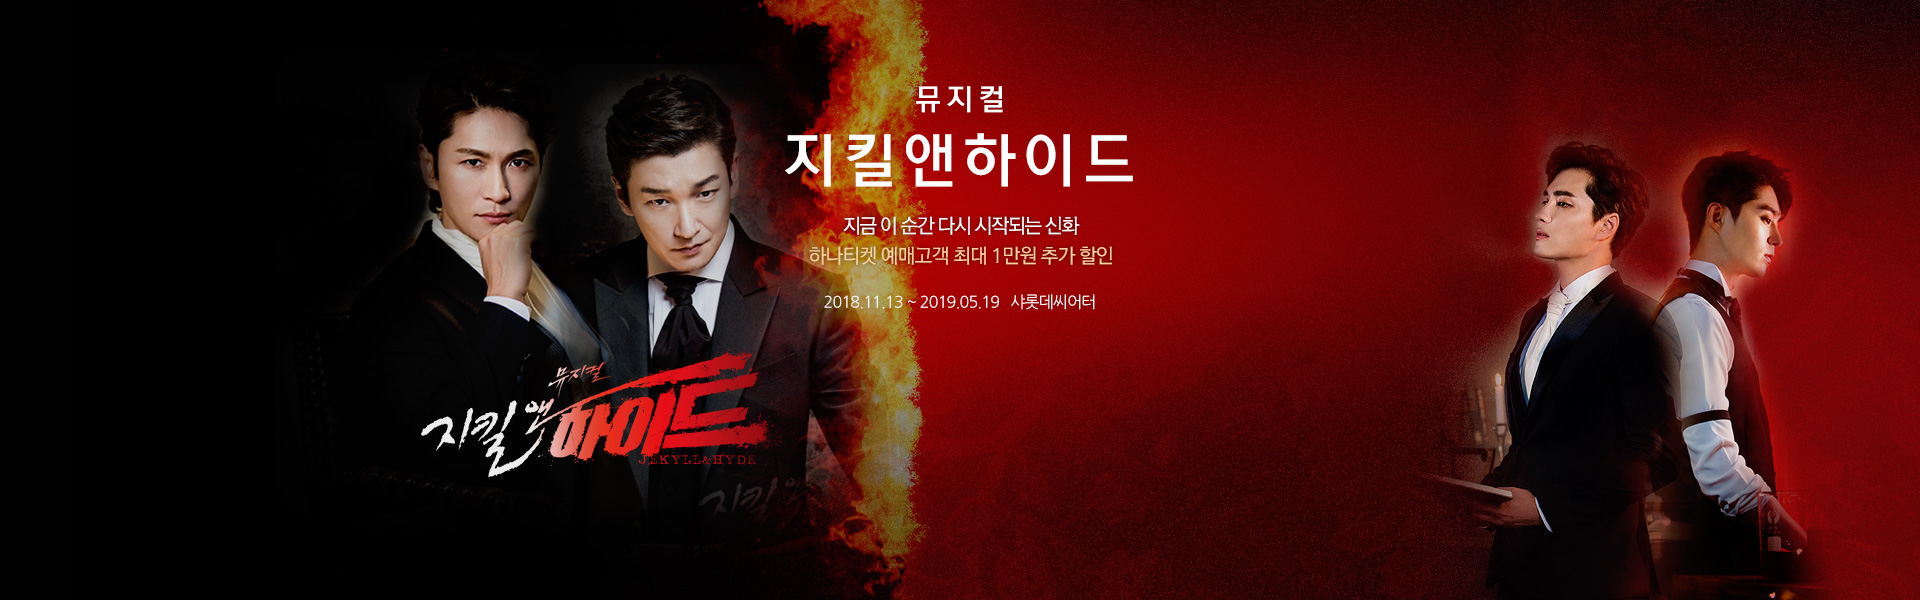 뮤지컬
지킬앤하이드
지금 이 순간 다시 시작되는 신화
하나티켓 예매고객 최대 1만원 추가 할인
2018.11.13 ~ 2019.05.19 샤롯데씨어터
뮤지컬
지킬앤하이드
JEKYLL&HYDE
지킬앤